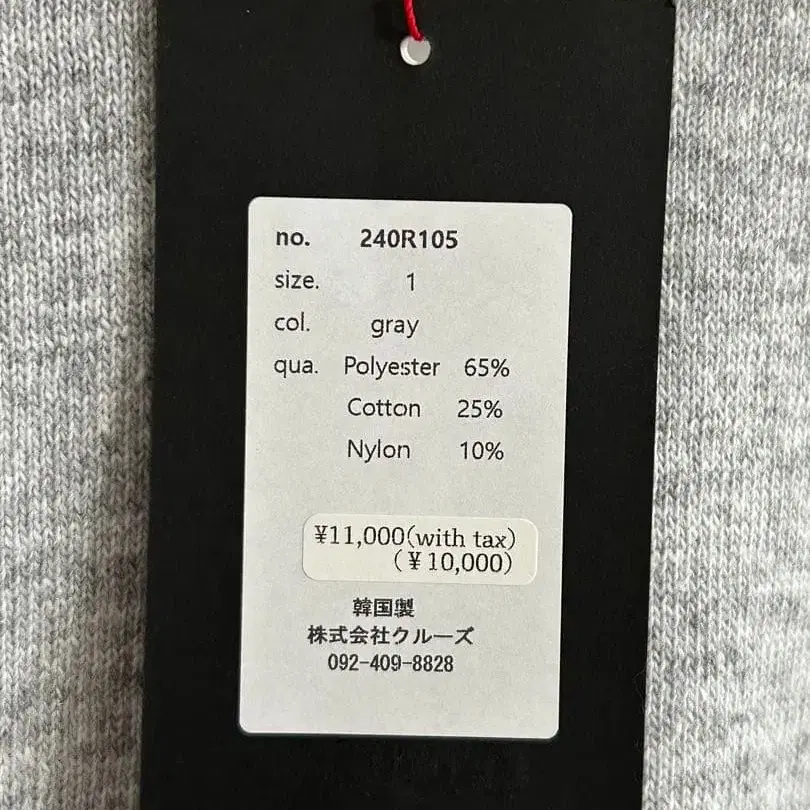 no. 240R105
size. 1
col. gray
qua. Polyester 65%
Cotton 25%
Nylon 10%
¥11,000(with tax)
(¥10,000)
韓国製
株式会社クルーズ
092-409-8828